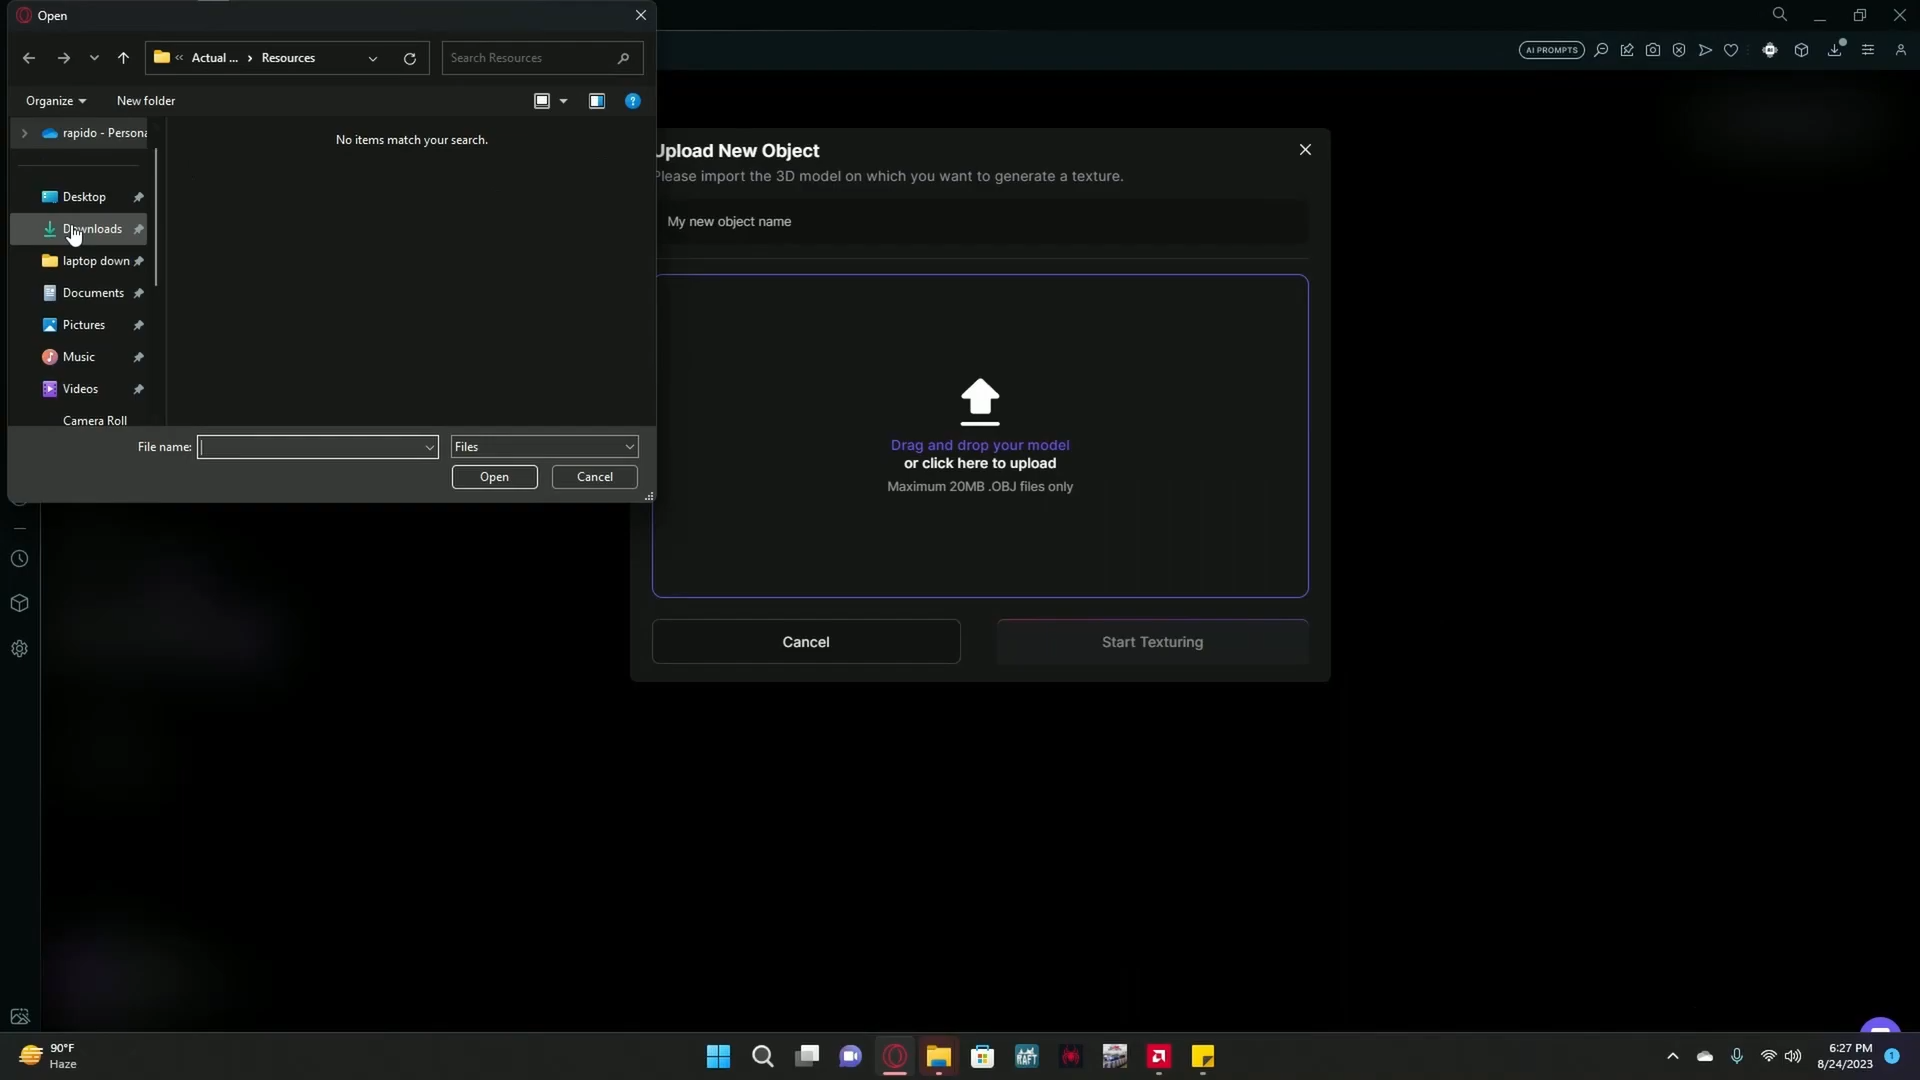 Open
Actual ... > Resources
Search Resources
Organize
New folder
rapido - Persona
No items match your search.
Desktop
Downloads
laptop down
Documents
Pictures
Music
Videos
Camera Roll
File name:
Files
Open
Cancel
AI PROMPTS
Upload New Object
Please import the 3D model on which you want to generate a texture.
My new object name
Drag and drop your model
or click here to upload
Maximum 20MB .OBJ files only
Cancel
Start Texturing
90°F
Haze
RAFT
6:27 PM
8/24/2023
1